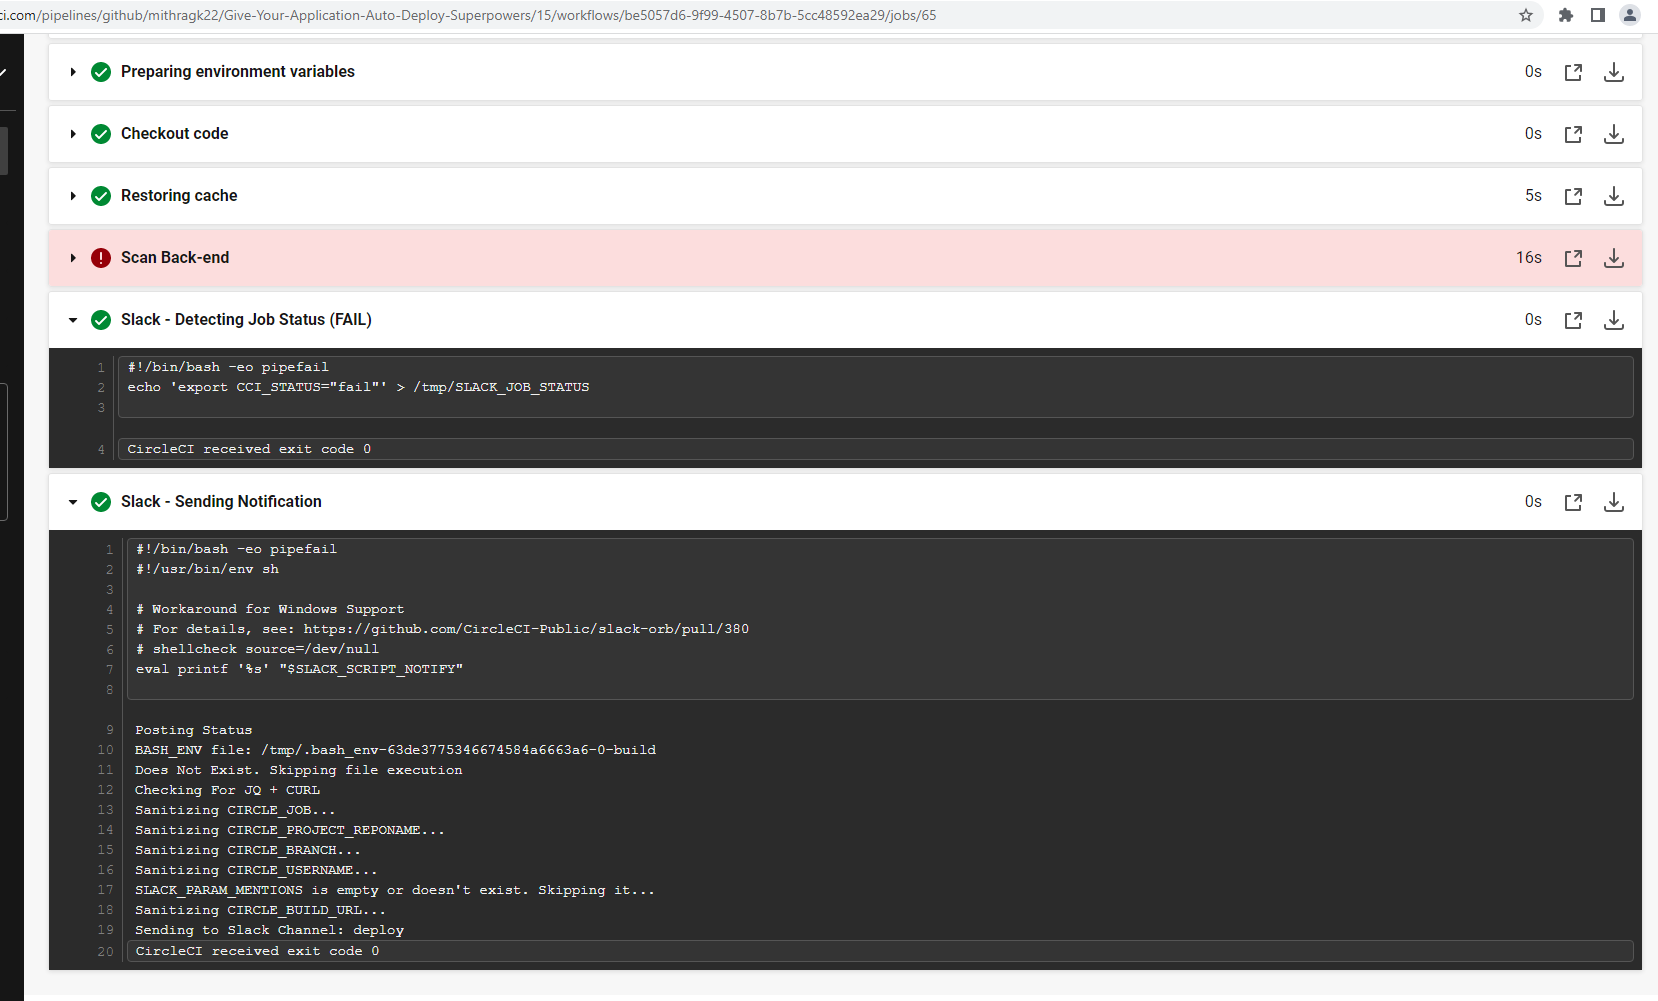 ci.com/pipelines/github/mithragk22/Give-Your-Application-Auto-Deploy-Superpowers/15/workflows/be5057d6-9f99-4507-8b7b-5cc48592ea29/jobs/65
Preparing environment variables 0s
Checkout code 0s
Restoring cache 5s
Scan Back-end 16s
Slack - Detecting Job Status (FAIL) 0s
1 #!/bin/bash -eo pipefail
2 echo 'export CCI_STATUS="fail"' > /tmp/SLACK_JOB_STATUS
3
4 CircleCI received exit code 0
Slack - Sending Notification 0s
1 #!/bin/bash -eo pipefail
2 #!/usr/bin/env sh
3
4 # Workaround for Windows Support
5 # For details, see: https://github.com/CircleCI-Public/slack-orb/pull/380
6 # shellcheck source=/dev/null
7 eval printf '%s' "$SLACK_SCRIPT_NOTIFY"
8
9 Posting Status
10 BASH_ENV file: /tmp/.bash_env-63de3775346674584a6663a6-0-build
11 Does Not Exist. Skipping file execution
12 Checking For JQ + CURL
13 Sanitizing CIRCLE_JOB...
14 Sanitizing CIRCLE_PROJECT_REPONAME...
15 Sanitizing CIRCLE_BRANCH...
16 Sanitizing CIRCLE_USERNAME...
17 SLACK_PARAM_MENTIONS is empty or doesn't exist. Skipping it...
18 Sanitizing CIRCLE_BUILD_URL...
19 Sending to Slack Channel: deploy
20 CircleCI received exit code 0